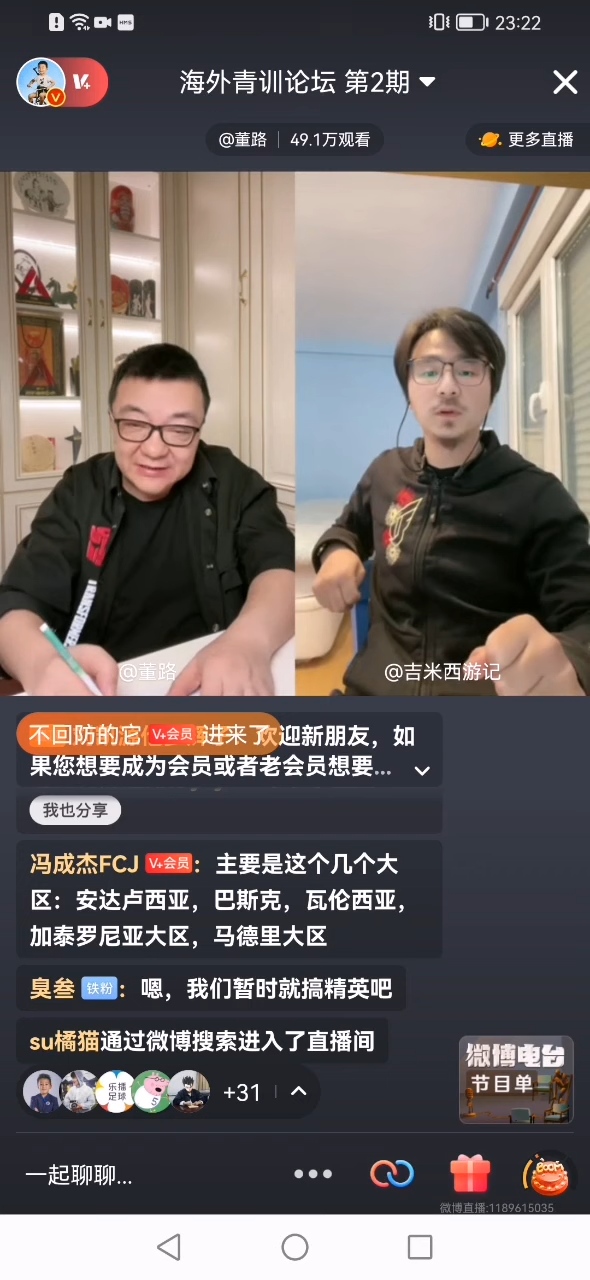 23:22
V+
海外青训论坛 第2期
@董路 49.1万观看
更多直播
@董路
@吉米西游记
不回防的它 V+会员 进来了
欢迎新朋友，如
果您想要成为会员或者老会员想要...
我也分享
冯成杰FCJ V+会员：主要是这个几个大
区：安达卢西亚，巴斯克，瓦伦西亚，
加泰罗尼亚大区，马德里大区
臭叁 铁粉：嗯，我们暂时就搞精英吧
su橘猫通过微博搜索进入了直播间
乐播
足球
+31
微博电台
节目单
一起聊聊...
BOOM
微博直播:1189615035